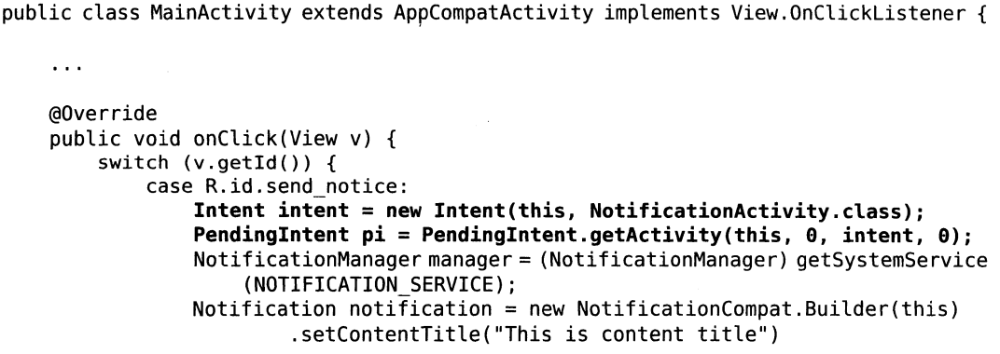 public class MainActivity extends AppCompatActivity implements View.OnClickListener {
...
@Override
public void onClick(View v) {
switch (v.getId()) {
case R.id.send_notice:
Intent intent = new Intent(this, NotificationActivity.class);
PendingIntent pi = PendingIntent.getActivity(this, 0, intent, 0);
NotificationManager manager = (NotificationManager) getSystemService
(NOTIFICATION_SERVICE);
Notification notification = new NotificationCompat.Builder(this)
.setContentTitle("This is content title")